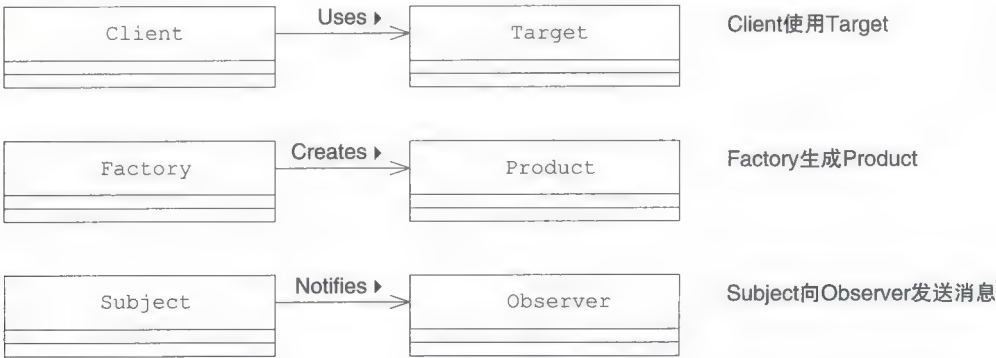 Uses ▸
Client
Target
Client使用Target
Creates ▸
Factory
Product
Factory生成Product
Notifies ▸
Subject
Observer
Subject向Observer发送消息